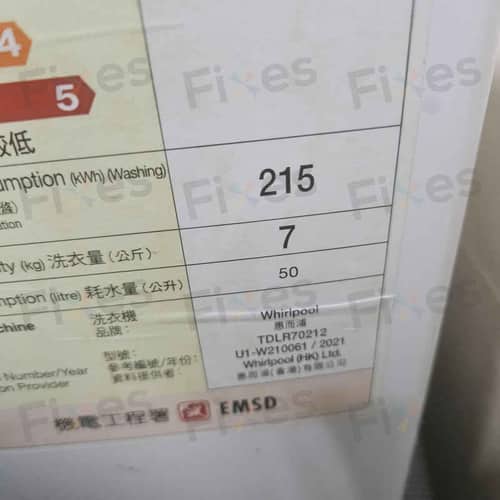 4
5
較低
umption (kWh) (Washing)
215
ity (kg) 洗衣量 (公斤)
7
mption (litre) 耗水量 (公升)
50
chine
洗衣機
品牌:
Whirlpool
惠而浦
型號:
TDLR70212
Number/Year
參考編號/年份:
U1-W210061 / 2021
on Provider
資料提供者:
Whirlpool (HK) Ltd.
惠而浦(香港)有限公司
機電工程署 EMSD
Fixes